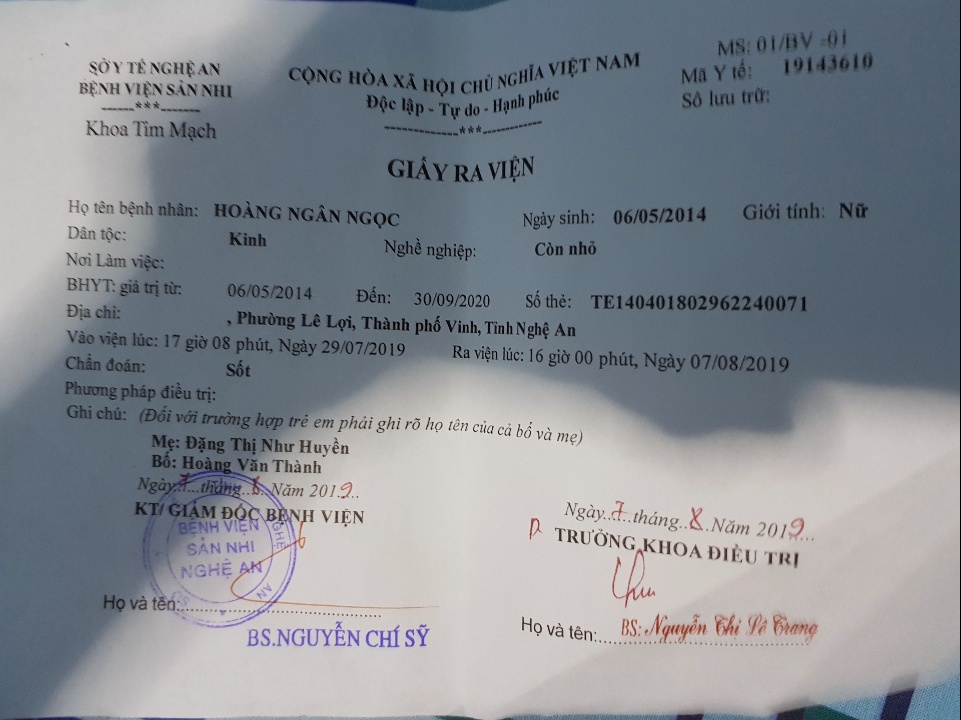 SỞ Y TẾ NGHỆ AN
BỆNH VIỆN SẢN NHI
------***-------
Khoa Tim Mạch
CỘNG HÒA XÃ HỘI CHỦ NGHĨA VIỆT NAM
Độc lập - Tự do - Hạnh phúc
-------------***------------
MS: 01/BV -01
Mã Y tế: 19143610
Số lưu trữ:
GIẤY RA VIỆN
Họ tên bệnh nhân: HOÀNG NGÂN NGỌC Ngày sinh: 06/05/2014 Giới tính: Nữ
Dân tộc: Kinh Nghề nghiệp: Còn nhỏ
Nơi Làm việc:
BHYT: giá trị từ: 06/05/2014 Đến: 30/09/2020 Số thẻ: TE140401802962240071
Địa chỉ: , Phường Lê Lợi, Thành phố Vinh, Tỉnh Nghệ An
Vào viện lúc: 17 giờ 08 phút, Ngày 29/07/2019 Ra viện lúc: 16 giờ 00 phút, Ngày 07/08/2019
Chẩn đoán: Sốt
Phương pháp điều trị:
Ghi chú: (Đối với trường hợp trẻ em phải ghi rõ họ tên của cả bố và mẹ)
Mẹ: Đặng Thị Như Huyền
Bố: Hoàng Văn Thành
Ngày..7...tháng..8. Năm 2019...
KT/ GIÁM ĐỐC BỆNH VIỆN
BỆNH VIỆN
SẢN NHI
NGHỆ AN
Họ và tên:
BS.NGUYỄN CHÍ SỸ
Ngày..7..tháng..8..Năm 2019....
TRƯỞNG KHOA ĐIỀU TRỊ
Họ và tên: BS: Nguyễn Thị Lê Trang